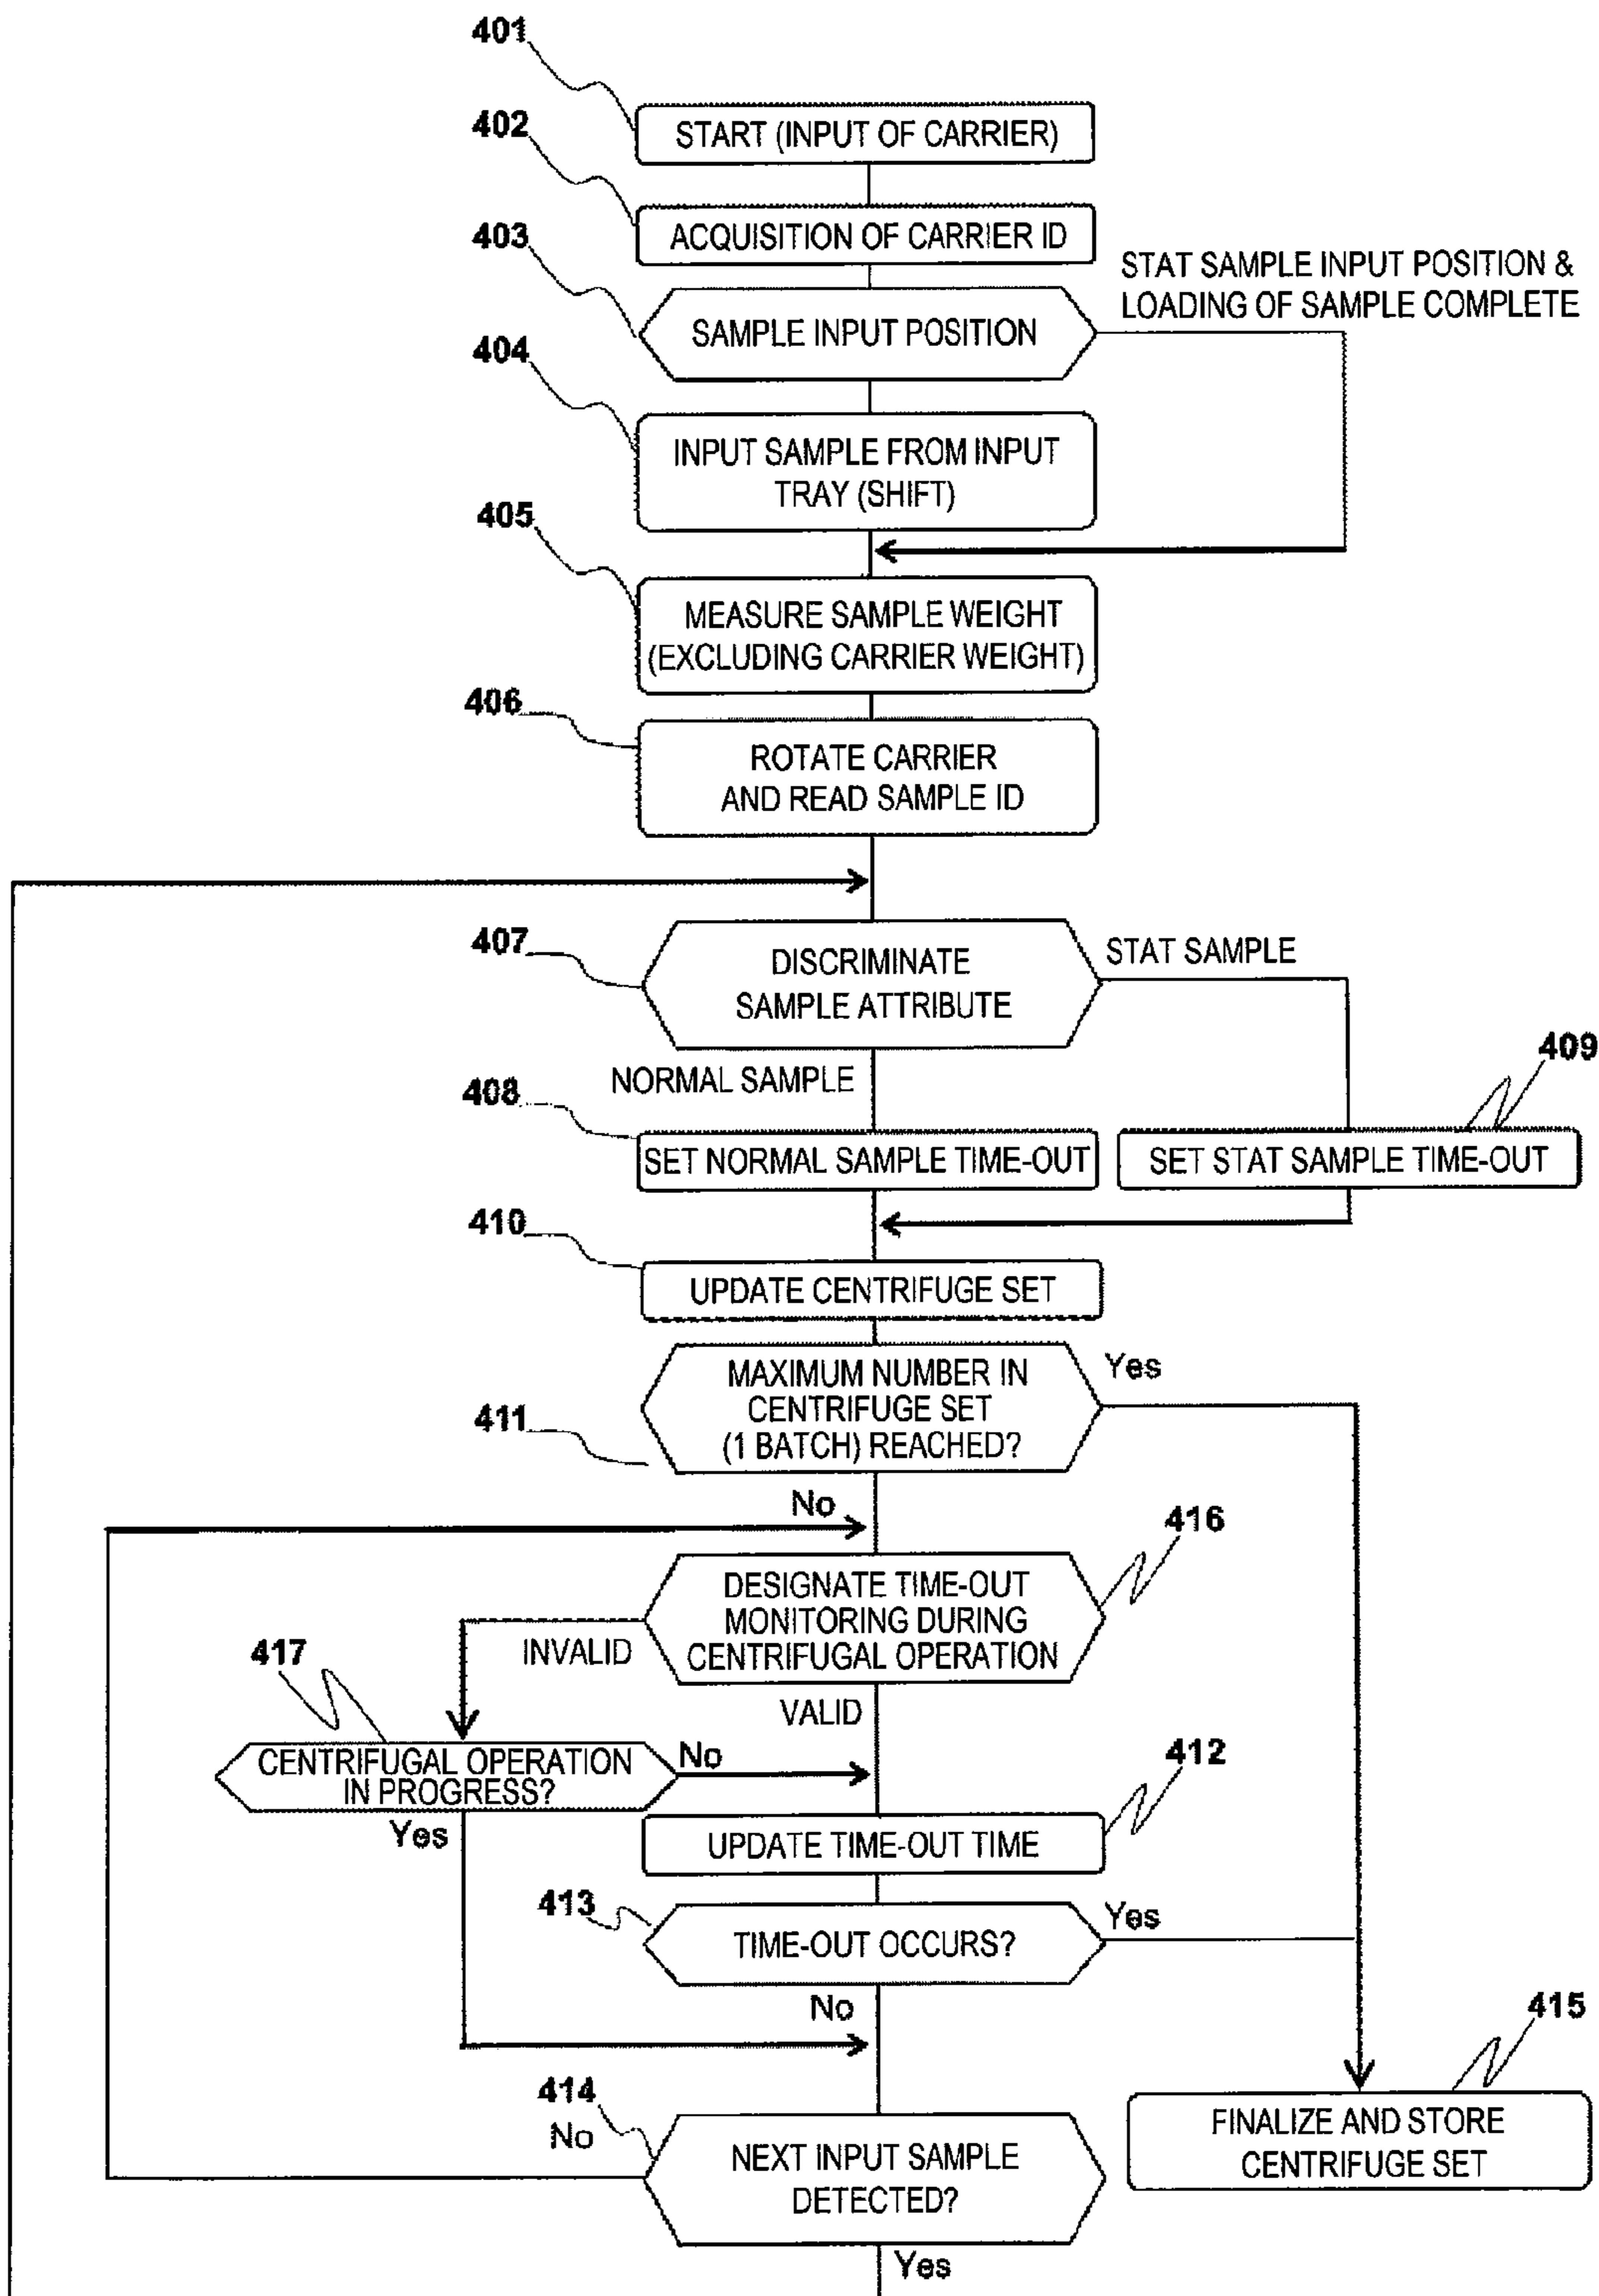 401
START (INPUT OF CARRIER)
402
ACQUISITION OF CARRIER ID
403
STAT SAMPLE INPUT POSITION &
LOADING OF SAMPLE COMPLETE
SAMPLE INPUT POSITION
404
INPUT SAMPLE FROM INPUT
TRAY (SHIFT)
405
MEASURE SAMPLE WEIGHT
(EXCLUDING CARRIER WEIGHT)
406
ROTATE CARRIER
AND READ SAMPLE ID
407
DISCRIMINATE
SAMPLE ATTRIBUTE
STAT SAMPLE
NORMAL SAMPLE
408
409
SET NORMAL SAMPLE TIME-OUT
SET STAT SAMPLE TIME-OUT
410
UPDATE CENTRIFUGE SET
411
MAXIMUM NUMBER IN
CENTRIFUGE SET
(1 BATCH) REACHED?
Yes
No
416
DESIGNATE TIME-OUT
MONITORING DURING
CENTRIFUGAL OPERATION
INVALID
VALID
417
CENTRIFUGAL OPERATION
IN PROGRESS?
No
Yes
412
UPDATE TIME-OUT TIME
413
TIME-OUT OCCURS?
Yes
No
415
FINALIZE AND STORE
CENTRIFUGE SET
414
No
NEXT INPUT SAMPLE
DETECTED?
Yes